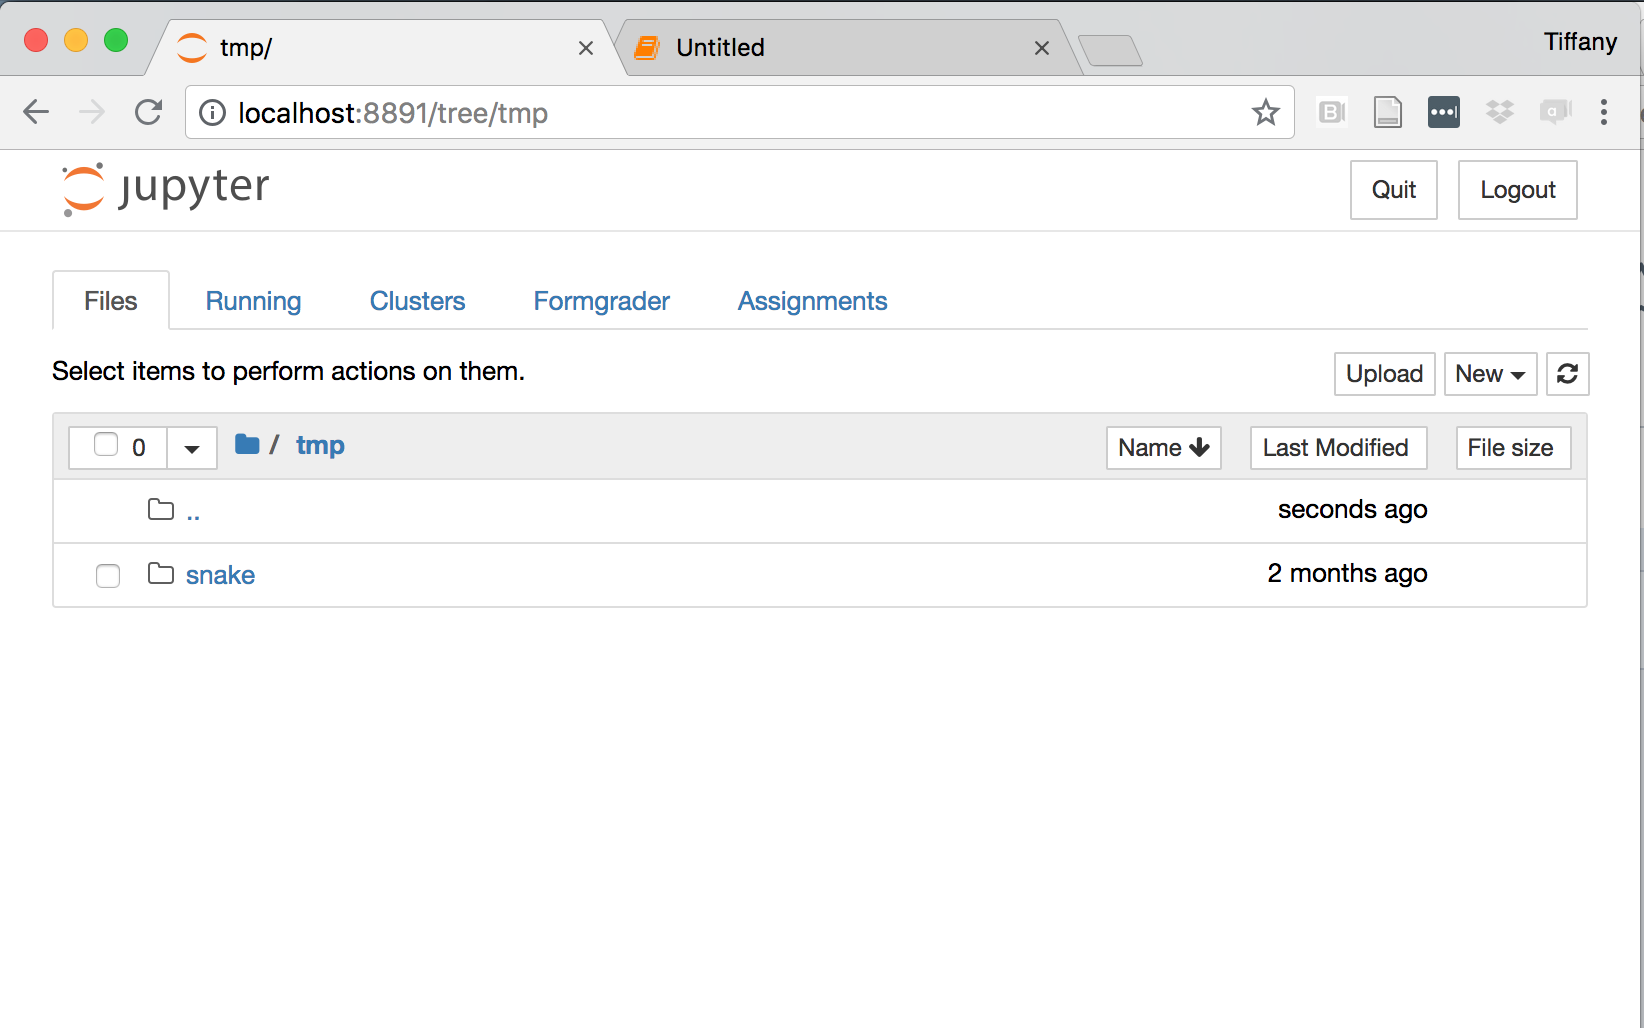 tmp/
Untitled
Tiffany
localhost:8891/tree/tmp
jupyter
Quit
Logout
Files
Running
Clusters
Formgrader
Assignments
Select items to perform actions on them.
Upload
New
0
/ tmp
Name
Last Modified
File size
..
seconds ago
snake
2 months ago